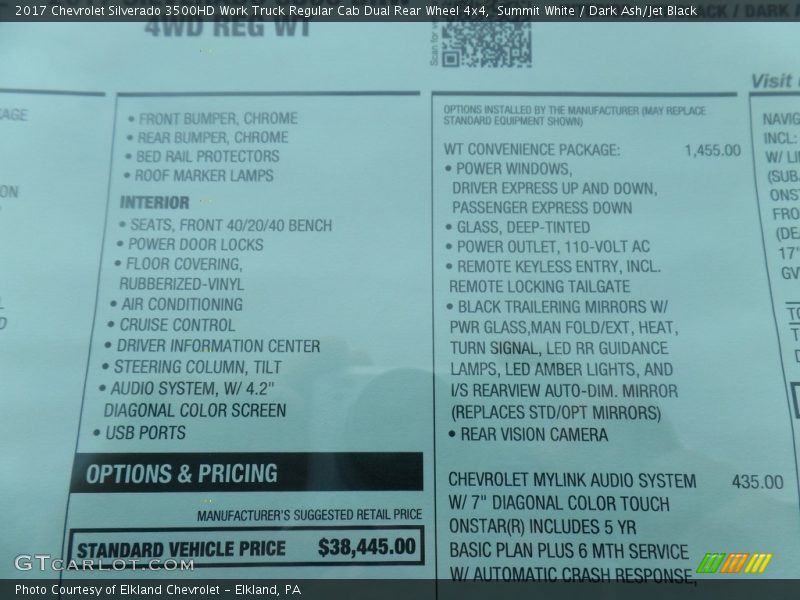 2017 Chevrolet Silverado 3500HD Work Truck Regular Cab Dual Rear Wheel 4x4, Summit White / Dark Ash/Jet Black
4WD REG WT
Scan for
Visit
• FRONT BUMPER, CHROME
• REAR BUMPER, CHROME
• BED RAIL PROTECTORS
• ROOF MARKER LAMPS
INTERIOR
• SEATS, FRONT 40/20/40 BENCH
• POWER DOOR LOCKS
• FLOOR COVERING,
RUBBERIZED-VINYL
• AIR CONDITIONING
• CRUISE CONTROL
• DRIVER INFORMATION CENTER
• STEERING COLUMN, TILT
• AUDIO SYSTEM, W/ 4.2"
DIAGONAL COLOR SCREEN
• USB PORTS
OPTIONS & PRICING
MANUFACTURER'S SUGGESTED RETAIL PRICE
STANDARD VEHICLE PRICE $38,445.00
OPTIONS INSTALLED BY THE MANUFACTURER (MAY REPLACE
STANDARD EQUIPMENT SHOWN)
WT CONVENIENCE PACKAGE: 1,455.00
• POWER WINDOWS,
DRIVER EXPRESS UP AND DOWN,
PASSENGER EXPRESS DOWN
• GLASS, DEEP-TINTED
• POWER OUTLET, 110-VOLT AC
• REMOTE KEYLESS ENTRY, INCL.
REMOTE LOCKING TAILGATE
• BLACK TRAILERING MIRRORS W/
PWR GLASS,MAN FOLD/EXT, HEAT,
TURN SIGNAL, LED RR GUIDANCE
LAMPS, LED AMBER LIGHTS, AND
I/S REARVIEW AUTO-DIM. MIRROR
(REPLACES STD/OPT MIRRORS)
• REAR VISION CAMERA
CHEVROLET MYLINK AUDIO SYSTEM 435.00
W/ 7" DIAGONAL COLOR TOUCH
ONSTAR(R) INCLUDES 5 YR
BASIC PLAN PLUS 6 MTH SERVICE
W/ AUTOMATIC CRASH RESPONSE,
INCL:
17"
GTCarLot.com
Photo Courtesy of Elkland Chevrolet - Elkland, PA